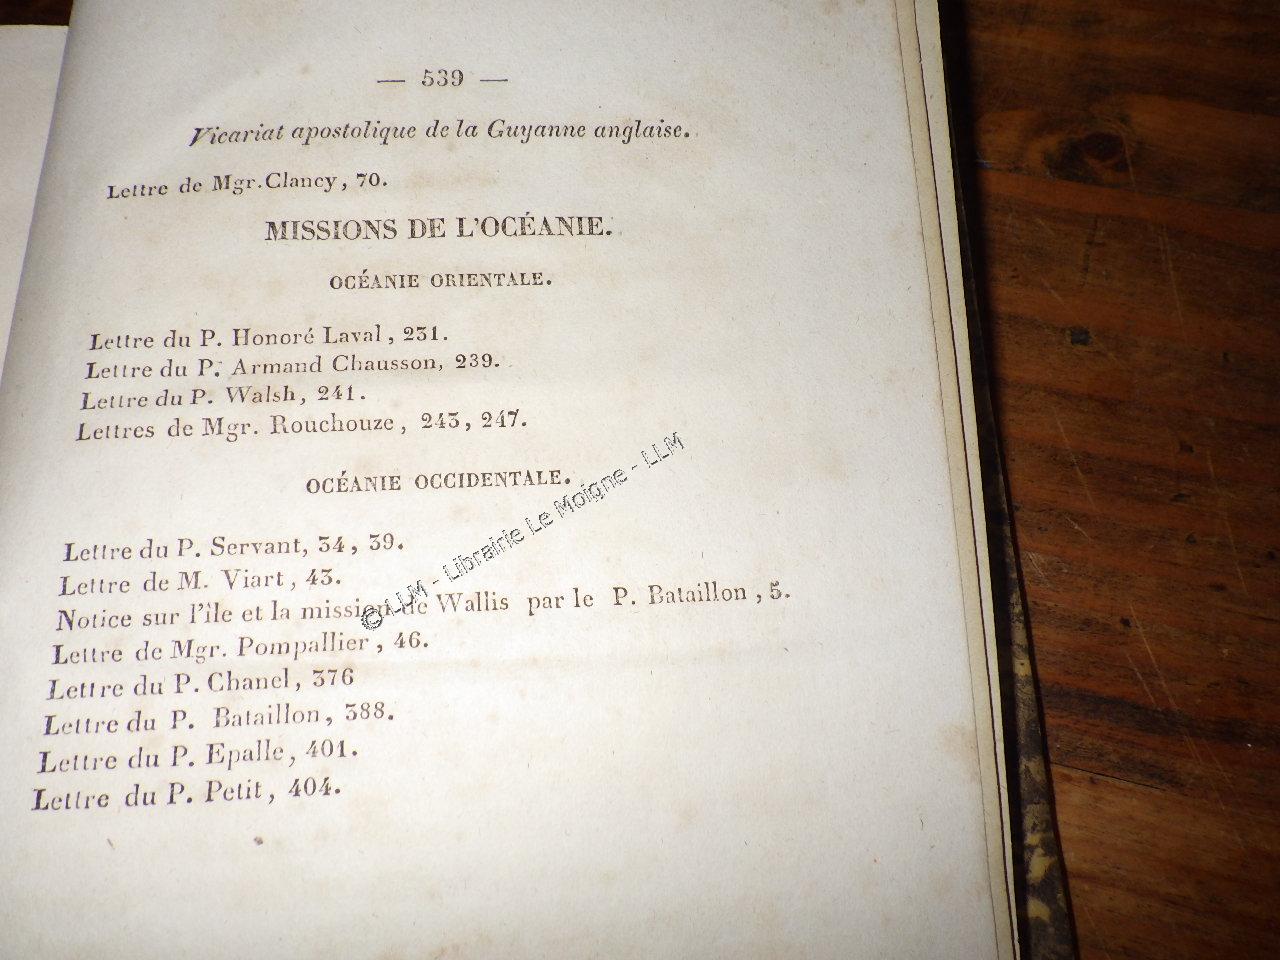 — 539 —
Vicariat apostolique de la Guyanne anglaise.
Lettre de Mgr. Clancy, 70.
MISSIONS DE L'OCÉANIE.
OCÉANIE ORIENTALE.
Lettre du P. Honoré Laval, 231.
Lettre du P. Armand Chausson, 239.
Lettre du P. Walsh, 241.
Lettres de Mgr. Rouchouze, 243, 247.
OCÉANIE OCCIDENTALE.
Lettre du P. Servant, 34, 39.
Lettre de M. Viart, 43.
Notice sur l'île et la mission de Wallis par le P. Bataillon, 5.
Lettre de Mgr. Pompallier, 46.
Lettre du P. Chanel, 376
Lettre du P. Bataillon, 388.
Lettre du P. Epalle, 401.
Lettre du P. Petit, 404.
© LLM - Librairie Le Moigne - LLM